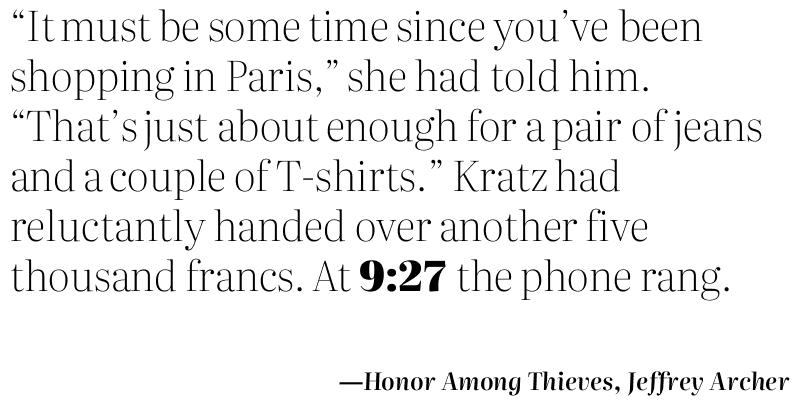 “It must be some time since you’ve been
shopping in Paris,” she had told him.
“That’s just about enough for a pair of jeans
and a couple of T-shirts.” Kratz had
reluctantly handed over another five
thousand francs. At 9:27 the phone rang.
—Honor Among Thieves, Jeffrey Archer